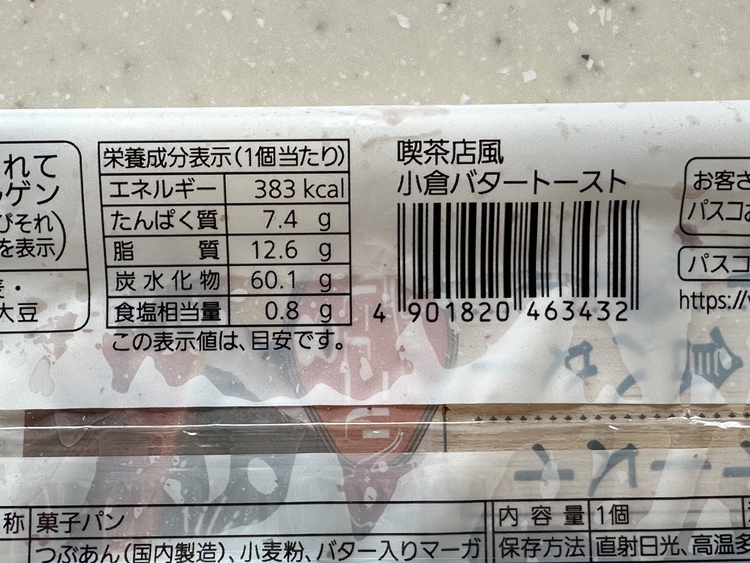 れて
ルゲン
びそれ
を表示)
大豆
栄養成分表示(1個当たり)
エネルギー 383 kcal
たんぱく質 7.4 g
脂 質 12.6 g
炭水化物 60.1 g
食塩相当量 0.8 g
この表示値は、目安です。
喫茶店風
小倉バタートースト
4 901820 463432
お客さ
パスコお
パスコ
https://
称 菓子パン
つぶあん(国内製造)、小麦粉、バター入りマーガ
内容量 1個
保存方法 直射日光、高温多